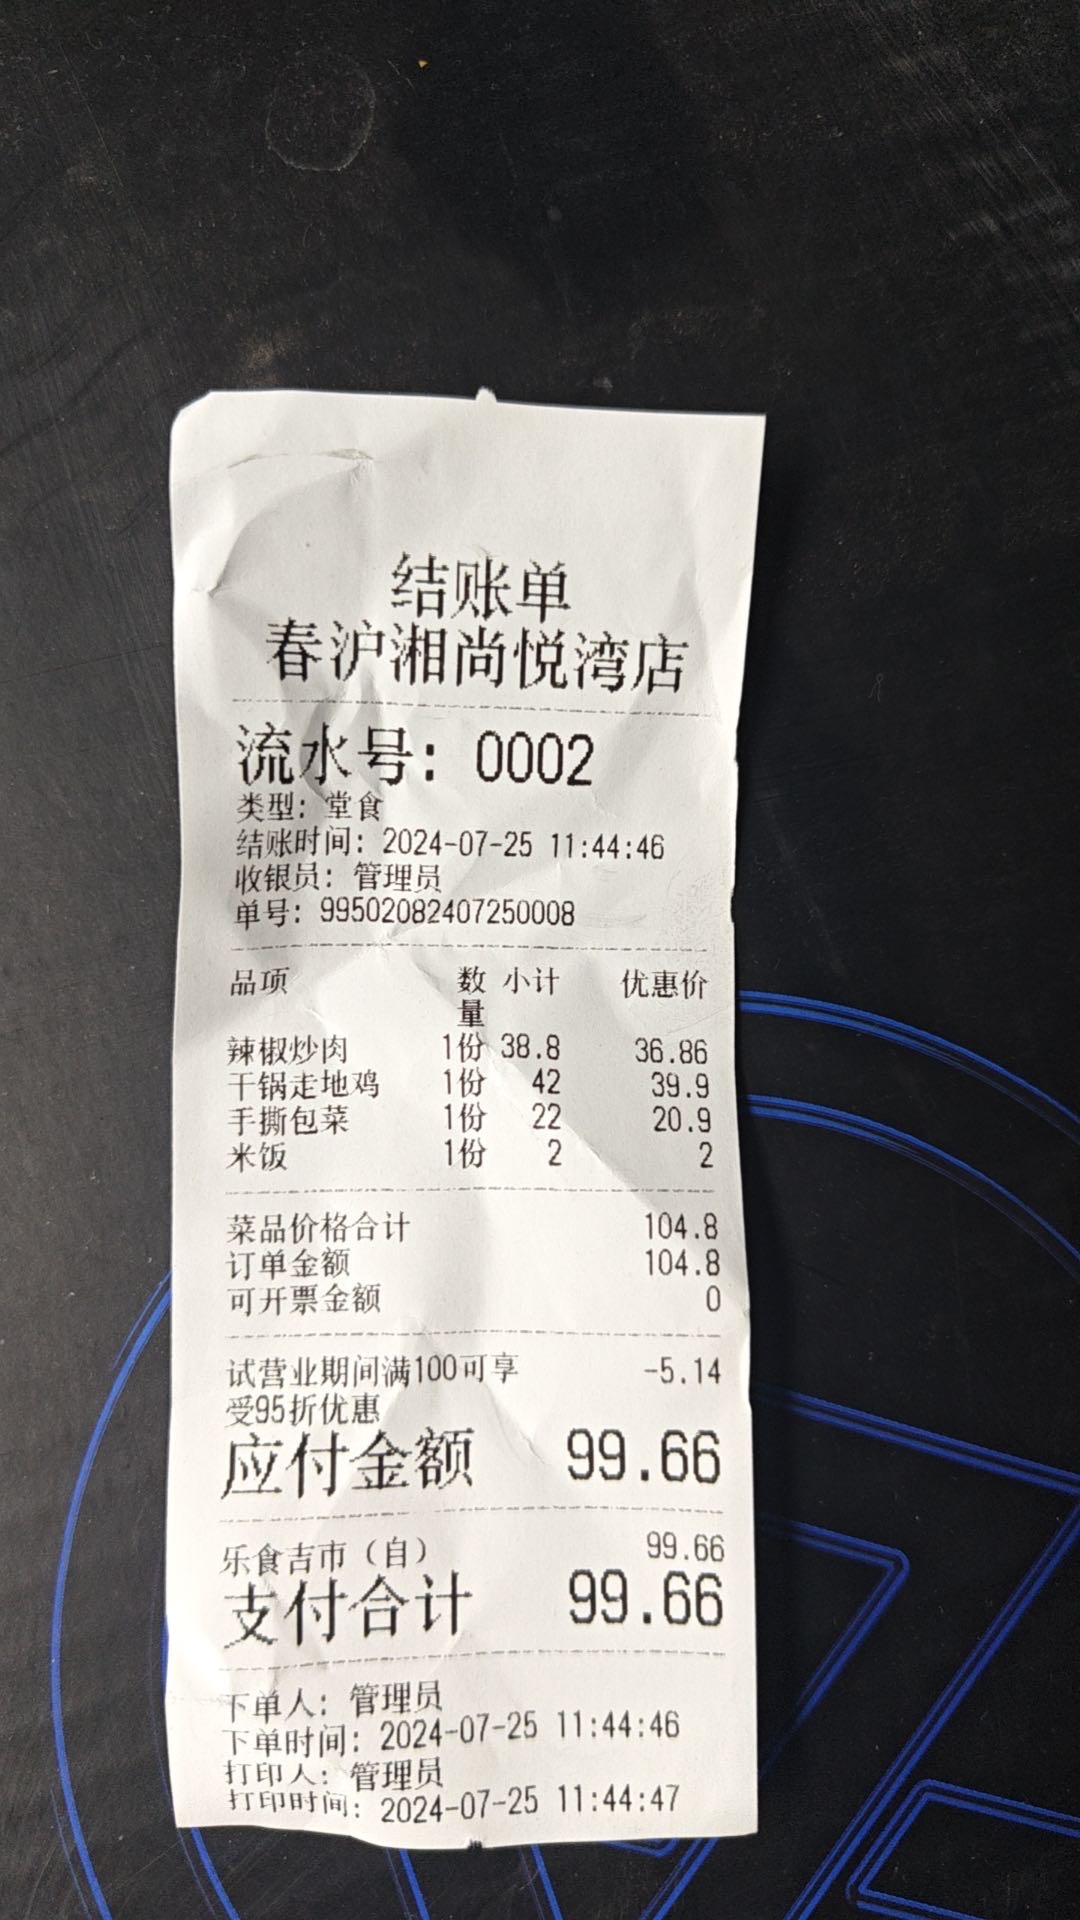 结账单
春沪湘尚悦湾店
流水号: 0002
类型: 堂食
结账时间: 2024-07-25 11:44:46
收银员: 管理员
单号: 99502082407250008
品项 数量 小计 优惠价
辣椒炒肉 1份 38.8 36.86
干锅走地鸡 1份 42 39.9
手撕包菜 1份 22 20.9
米饭 1份 2 2
菜品价格合计 104.8
订单金额 104.8
可开票金额 0
试营业期间满100可享 -5.14
受95折优惠
应付金额 99.66
乐食吉市（自） 99.66
支付合计 99.66
下单人: 管理员
下单时间: 2024-07-25 11:44:46
打印人: 管理员
打印时间: 2024-07-25 11:44:47